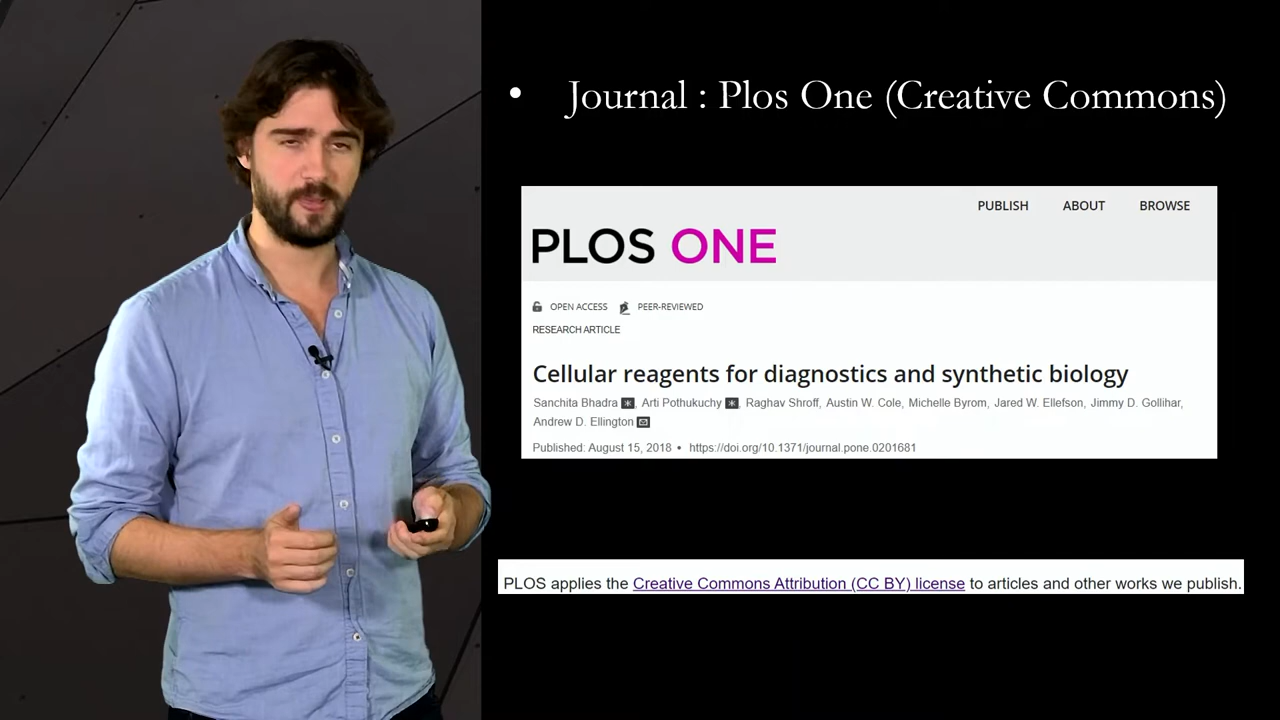 • Journal : Plos One (Creative Commons)
PUBLISH ABOUT BROWSE
PLOS ONE
OPEN ACCESS PEER-REVIEWED
RESEARCH ARTICLE
Cellular reagents for diagnostics and synthetic biology
Sanchita Bhadra, Arti Pothukuchy, Raghav Shroff, Austin W. Cole, Michelle Byrom, Jared W. Ellefson, Jimmy D. Gollihar,
Andrew D. Ellington
Published: August 15, 2018 • https://doi.org/10.1371/journal.pone.0201681
PLOS applies the Creative Commons Attribution (CC BY) license to articles and other works we publish.